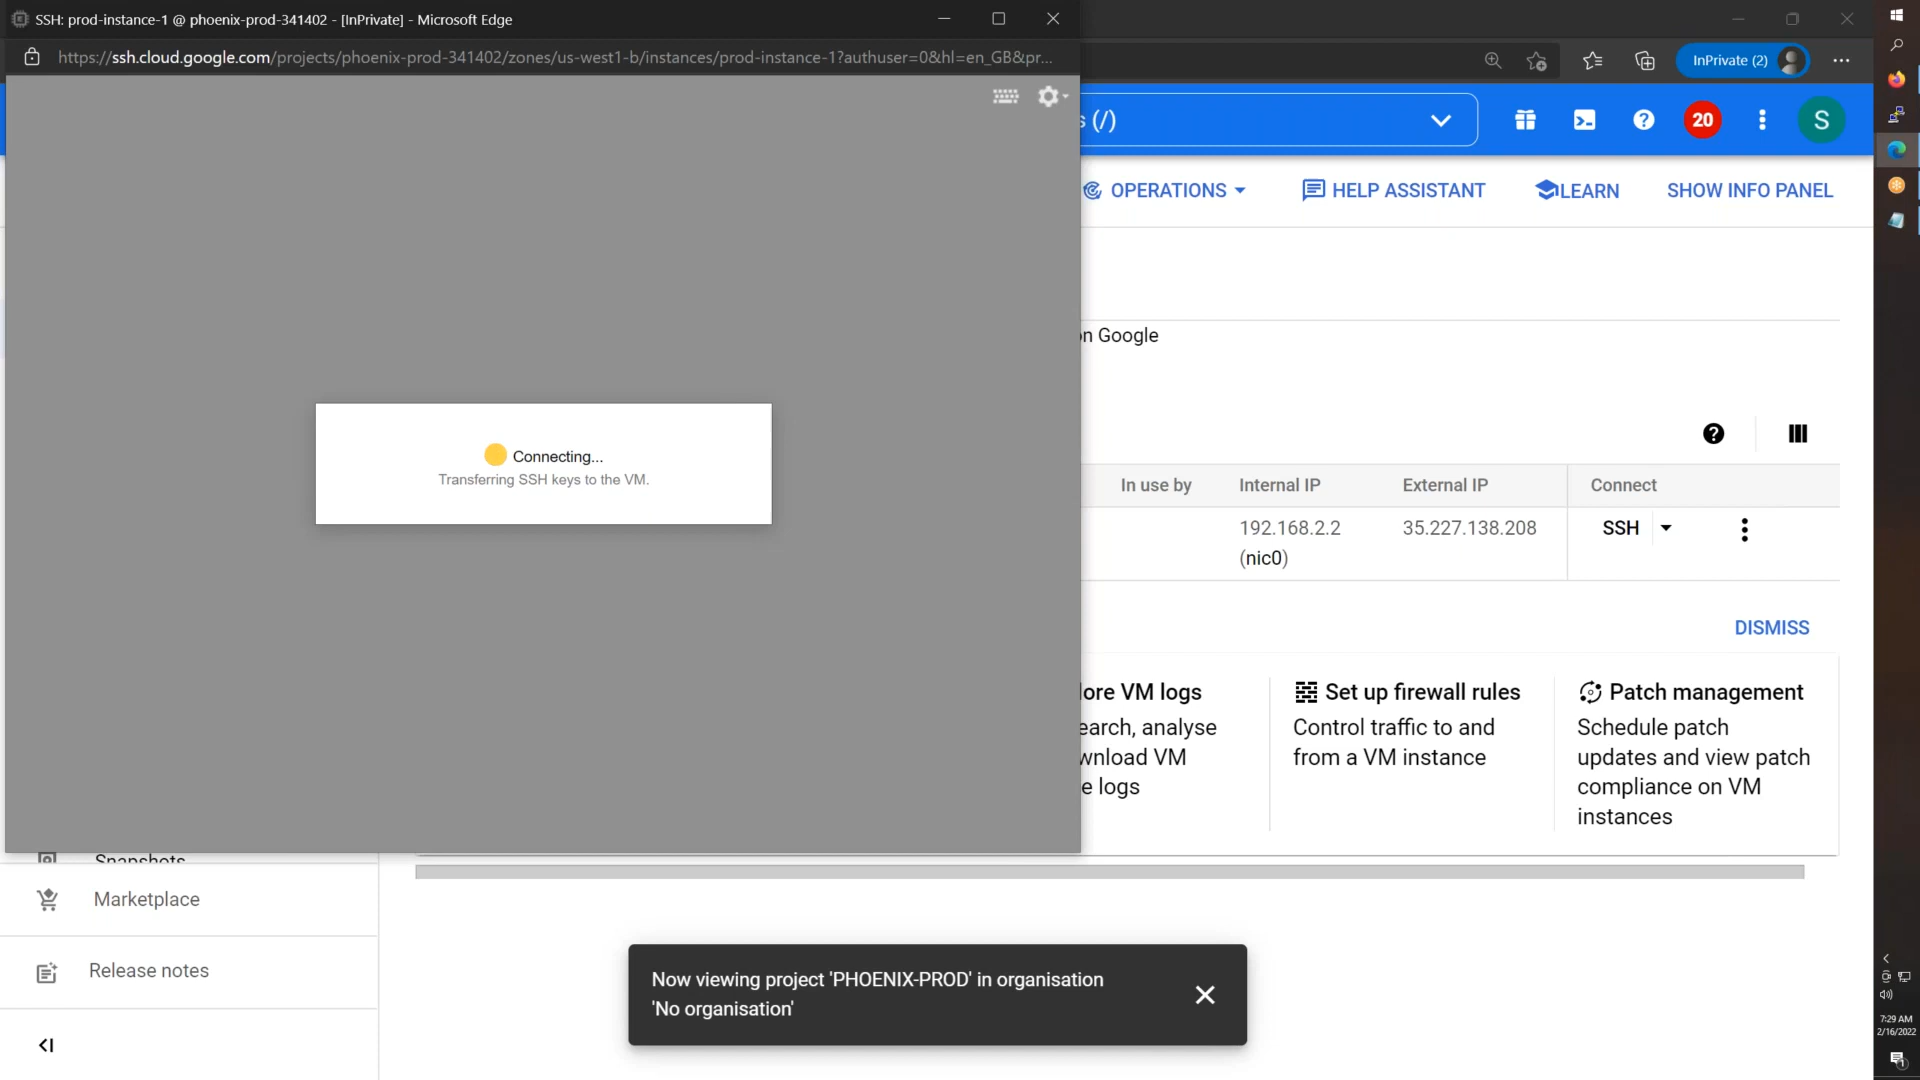 SSH: prod-instance-1 @ phoenix-prod-341402 - [InPrivate] - Microsoft Edge
https://ssh.cloud.google.com/projects/phoenix-prod-341402/zones/us-west1-b/instances/prod-instance-1?authuser=0&hl=en_GB&pr...
InPrivate (2)
s (/)
20
S
OPERATIONS
HELP ASSISTANT
LEARN
SHOW INFO PANEL
on Google
Connecting...
Transferring SSH keys to the VM.
In use by
Internal IP
External IP
Connect
192.168.2.2
(nic0)
35.227.138.208
SSH
DISMISS
lore VM logs
earch, analyse
wnload VM
e logs
Set up firewall rules
Control traffic to and
from a VM instance
Patch management
Schedule patch
updates and view patch
compliance on VM
instances
Snapshots
Marketplace
Release notes
Now viewing project 'PHOENIX-PROD' in organisation
'No organisation'
7:29 AM
2/16/2022
1